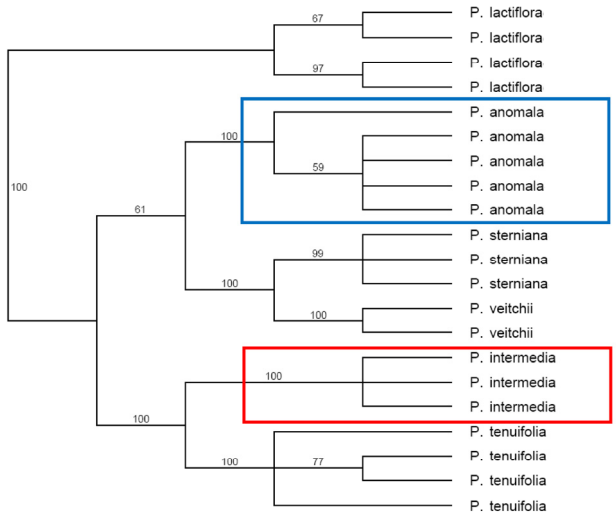 67
P. lactiflora
P. lactiflora
97
P. lactiflora
P. lactiflora
100
P. anomala
P. anomala
59
P. anomala
P. anomala
P. anomala
100
61
99
P. sterniana
P. sterniana
P. sterniana
100
100
P. veitchii
P. veitchii
100
P. intermedia
P. intermedia
P. intermedia
100
100
77
P. tenuifolia
P. tenuifolia
P. tenuifolia
P. tenuifolia